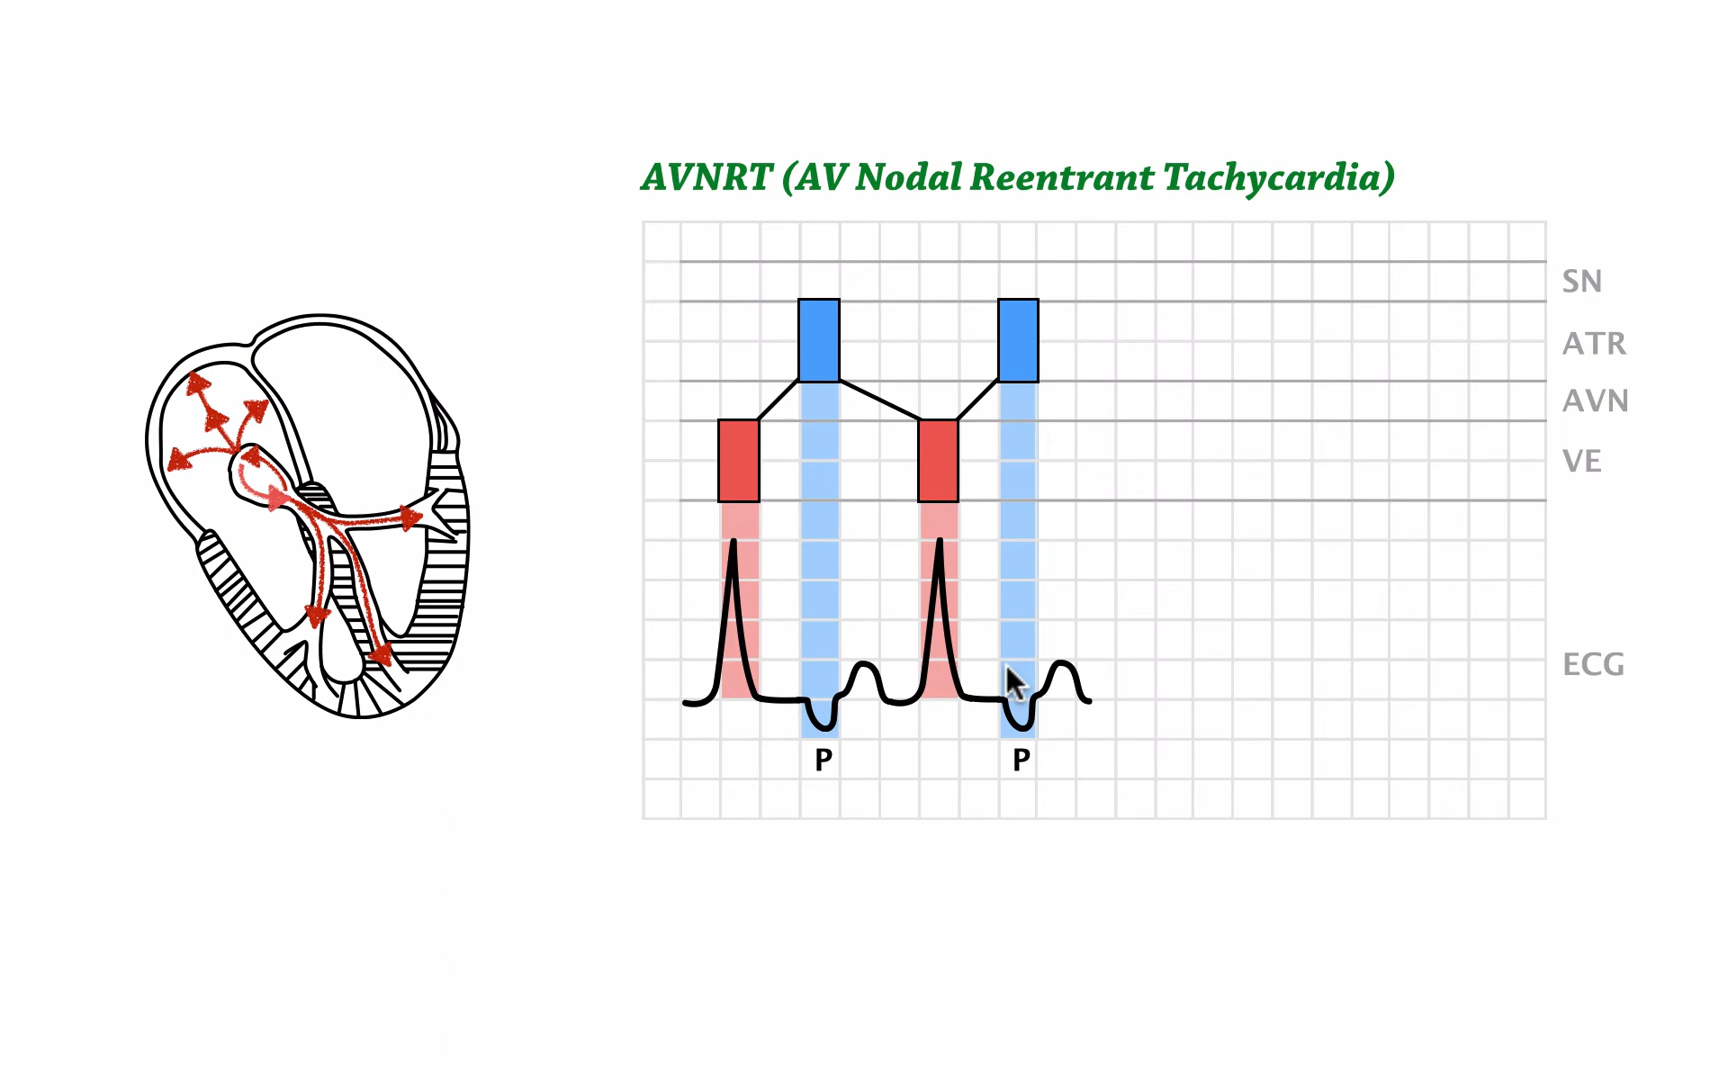 AVNRT (AV Nodal Reentrant Tachycardia)
SN
ATR
AVN
VE
ECG
P P